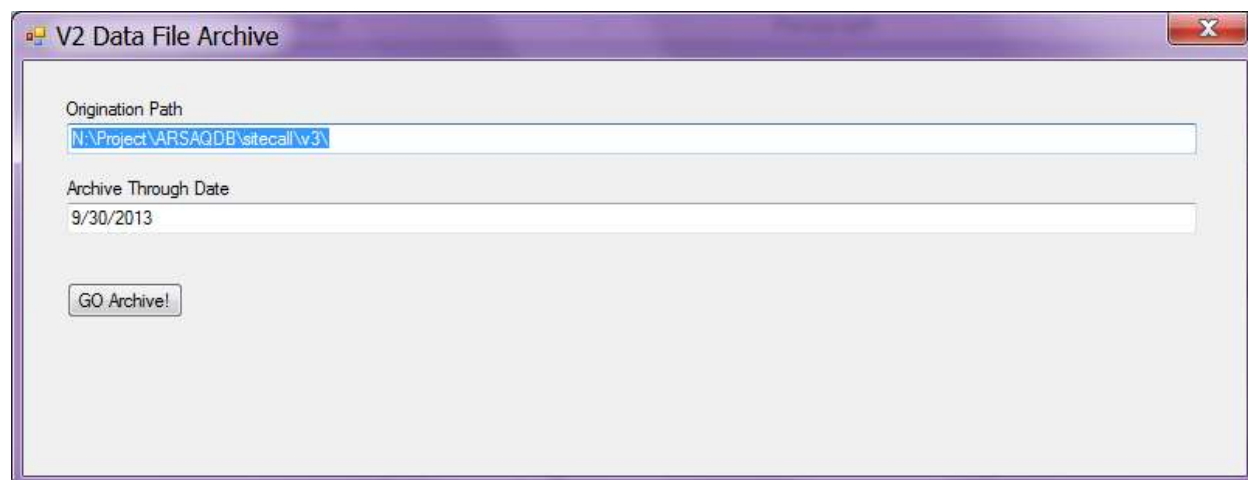 V2 Data File Archive
Origination Path
N:\Project\ARSAQDB\sitecall\v3\
Archive Through Date
9/30/2013
GO Archive!